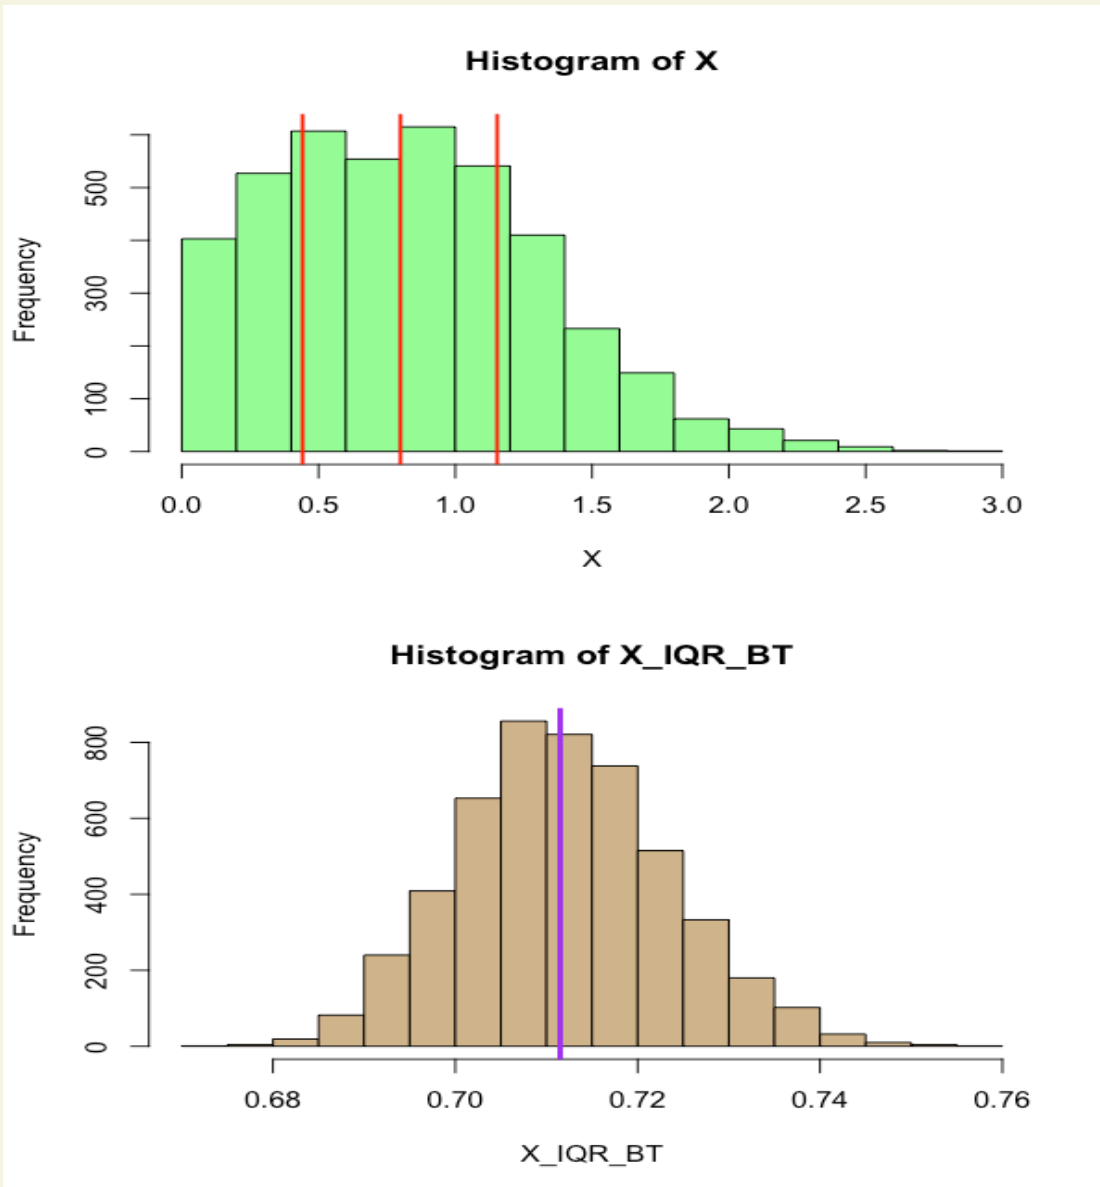 Histogram of X
Frequency
500
300
100
0
0.0 0.5 1.0 1.5 2.0 2.5 3.0
X
Histogram of X_IQR_BT
Frequency
800
600
400
200
0
0.68 0.70 0.72 0.74 0.76
X_IQR_BT